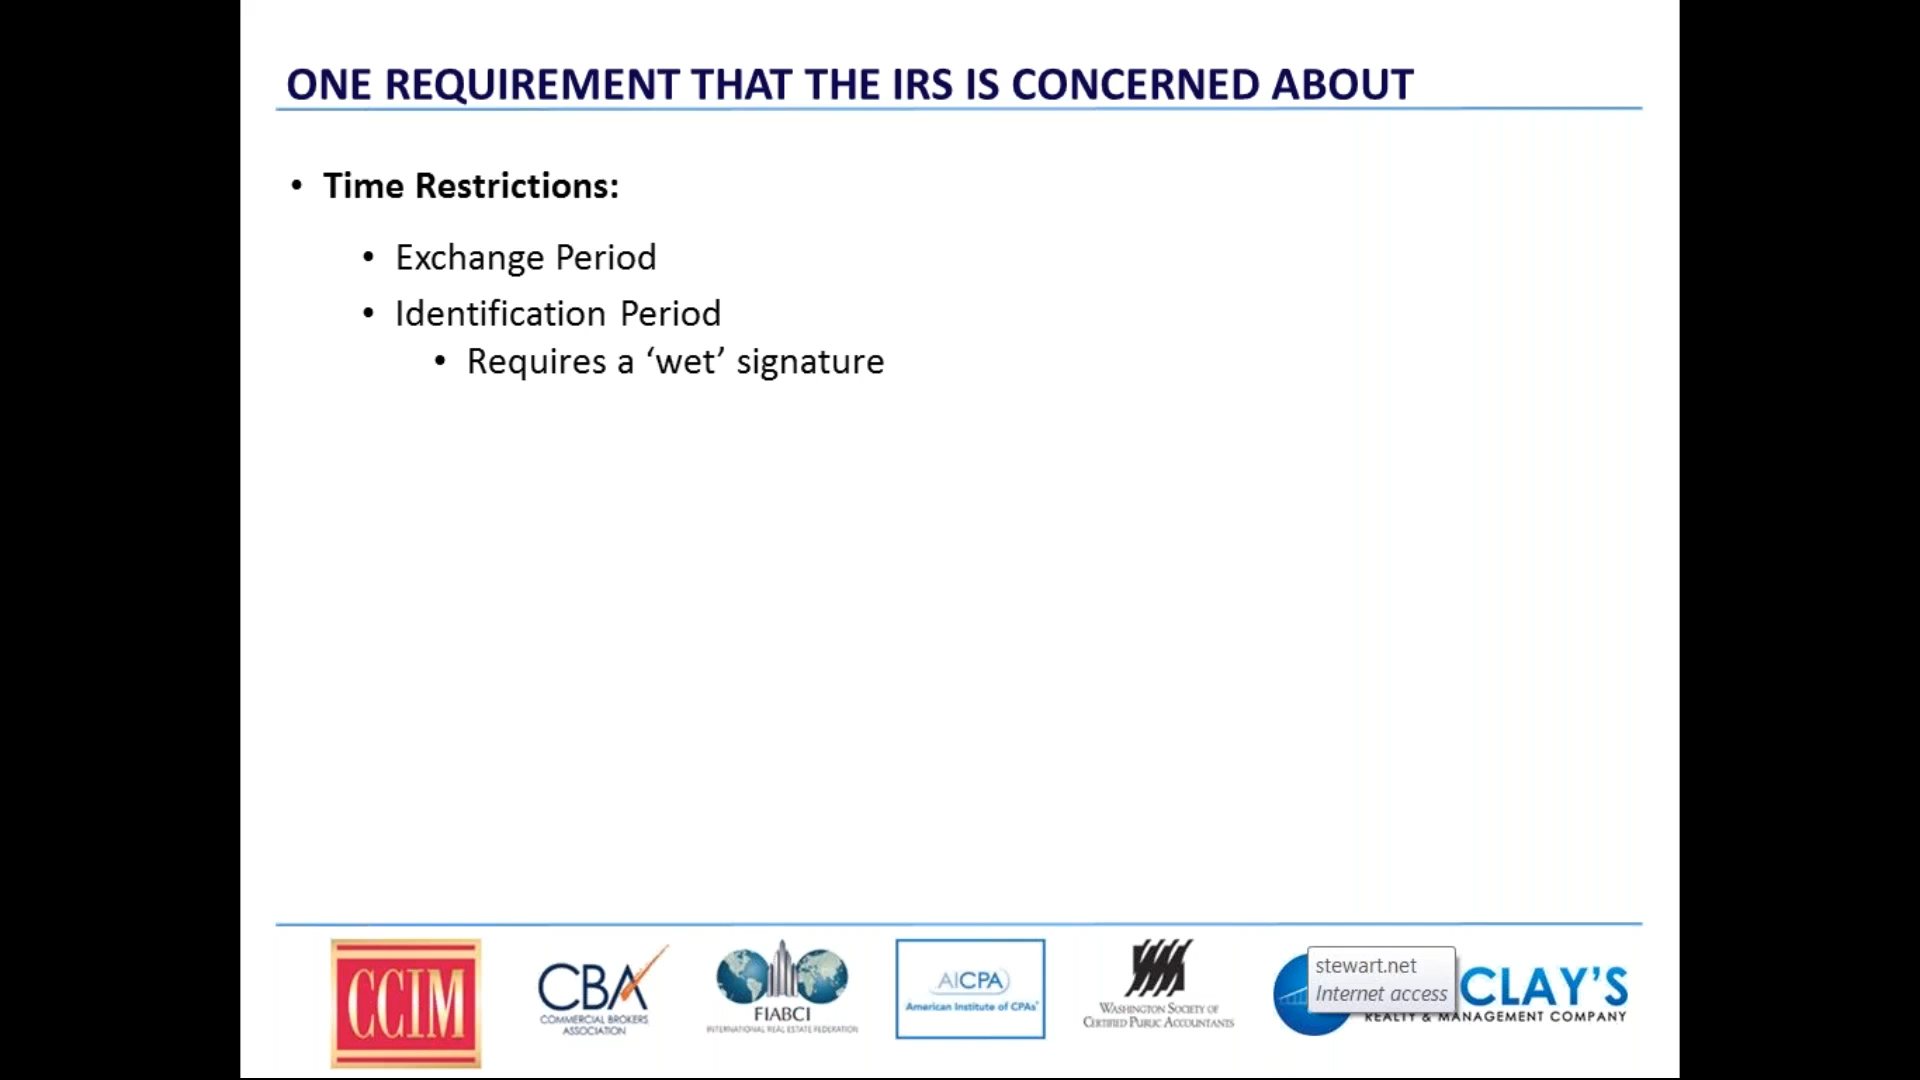 ONE REQUIREMENT THAT THE IRS IS CONCERNED ABOUT
• Time Restrictions:
• Exchange Period
• Identification Period
• Requires a ‘wet’ signature
CCIM
CBA
COMMERCIAL BROKERS
ASSOCIATION
FIABCI
INTERNATIONAL REAL ESTATE FEDERATION
AICPA
American Institute of CPAs®
WASHINGTON SOCIETY OF
CERTIFIED PUBLIC ACCOUNTANTS
stewart.net
Internet access
CLAY'S
REALTY & MANAGEMENT COMPANY